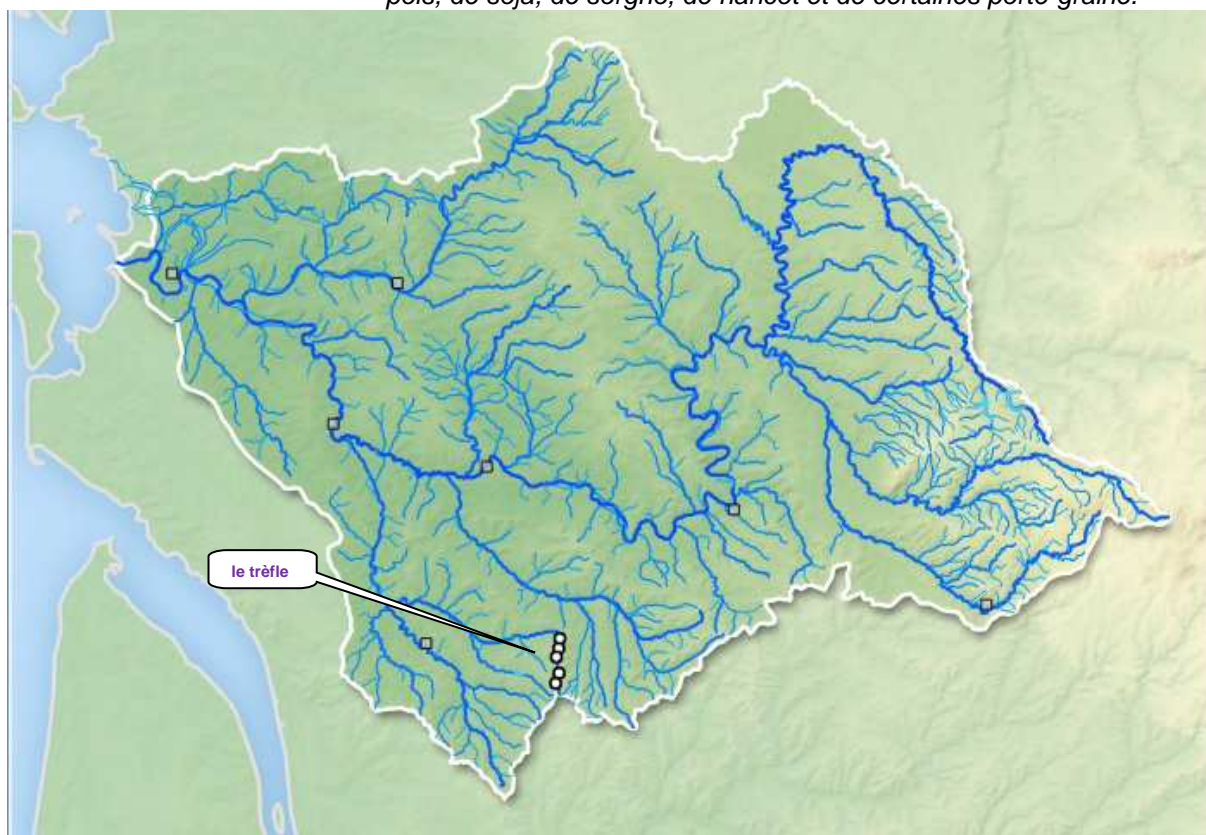 pois, de soja, de sorgho, de haricot et de certaines porte-graine.
le trèfle